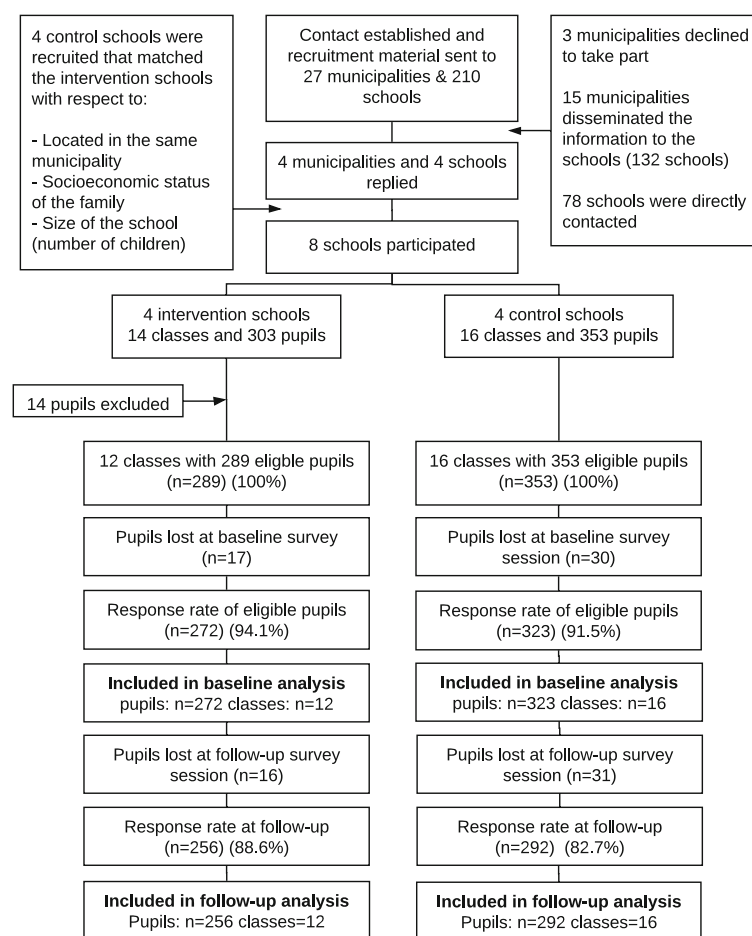 4 control schools were
recruited that matched
the intervention schools
with respect to:
- Located in the same
municipality
- Socioeconomic status
of the family
- Size of the school
(number of children)
Contact established and
recruitment material sent to
27 municipalities & 210
schools
3 municipalities declined
to take part
15 municipalities
disseminated the
information to the
schools (132 schools)
78 schools were directly
contacted
4 municipalities and 4 schools
replied
8 schools participated
4 intervention schools
14 classes and 303 pupils
4 control schools
16 classes and 353 pupils
14 pupils excluded
12 classes with 289 eligble pupils
(n=289) (100%)
16 classes with 353 eligible pupils
(n=353) (100%)
Pupils lost at baseline survey
(n=17)
Pupils lost at baseline survey
session (n=30)
Response rate of eligible pupils
(n=272) (94.1%)
Response rate of eligible pupils
(n=323) (91.5%)
Included in baseline analysis
pupils: n=272 classes: n=12
Included in baseline analysis
pupils: n=323 classes: n=16
Pupils lost at follow-up survey
session (n=16)
Pupils lost at follow-up survey
session (n=31)
Response rate at follow-up
(n=256) (88.6%)
Response rate at follow-up
(n=292) (82.7%)
Included in follow-up analysis
Pupils: n=256 classes=12
Included in follow-up analysis
Pupils: n=292 classes=16